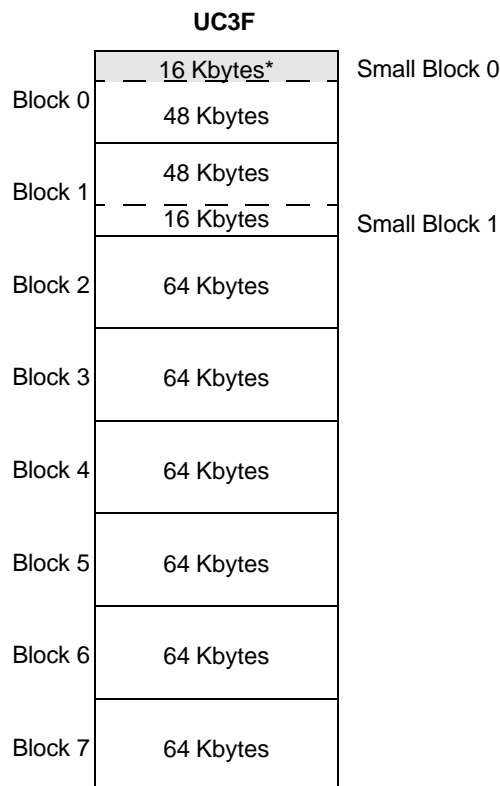 UC3F
16 Kbytes*
Small Block 0
Block 0
48 Kbytes
48 Kbytes
Block 1
16 Kbytes
Small Block 1
Block 2
64 Kbytes
Block 3
64 Kbytes
Block 4
64 Kbytes
Block 5
64 Kbytes
Block 6
64 Kbytes
Block 7
64 Kbytes